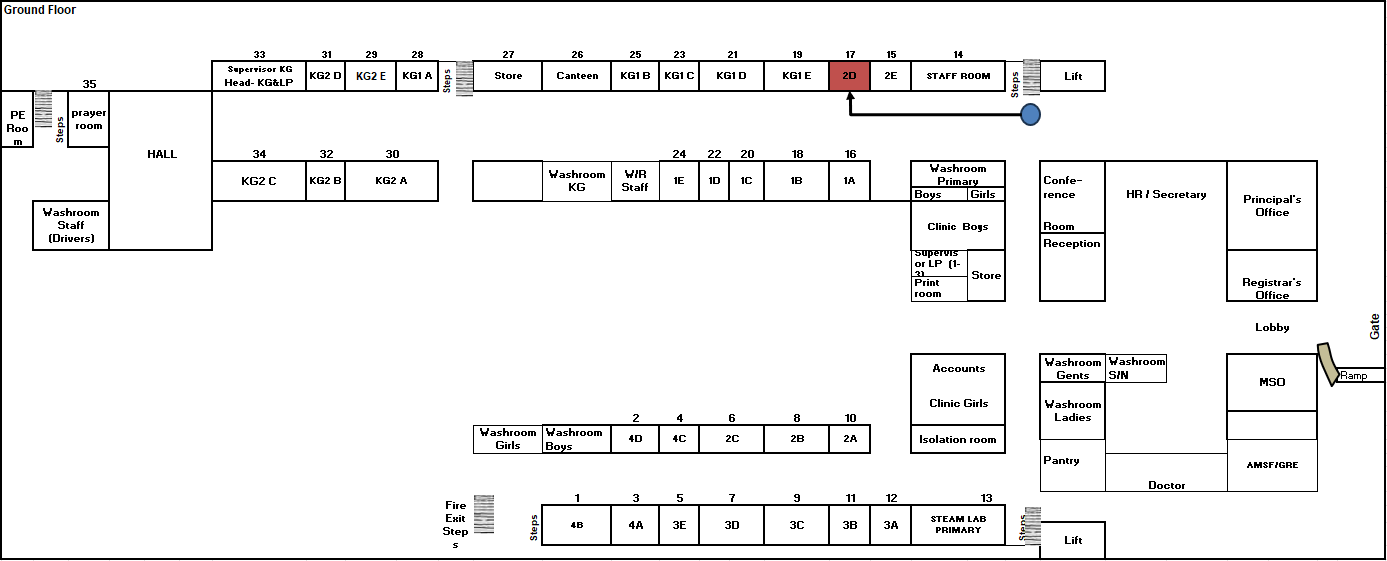 Ground Floor
33 31 29 28 27 26 25 23 21 19 17 15 14
Supervisor KG
Head- KG&LP
KG2 D
KG2 E
KG1 A
Steps
Store
Canteen
KG1 B
KG1 C
KG1 D
KG1 E
2D
2E
STAFF ROOM
Steps
Lift
35
PE
Roo
m
Steps
prayer
room
HALL
Washroom
Staff
(Drivers)
34 32 30
KG2 C
KG2 B
KG2 A
24 22 20 18 16
Washroom
KG
W/R
Staff
1E
1D
1C
1B
1A
Washroom
Primary
Boys Girls
Clinic Boys
Supervis
or LP (1-
3)
Print
room
Store
Confe-
rence
Room
Reception
HR / Secretary
Principal's
Office
Registrar's
Office
Lobby
Gate
Ramp
Accounts
Clinic Girls
Isolation room
Washroom
Gents
Washroom
S/N
Washroom
Ladies
Pantry
Doctor
MSO
AMSF/GRE
2 4 6 8 10
Washroom
Girls
Washroom
Boys
4D
4C
2C
2B
2A
Fire
Exit
Step
s
Steps
1 3 5 7 9 11 12 13
4B
4A
3E
3D
3C
3B
3A
STEAM LAB
PRIMARY
Steps
Lift